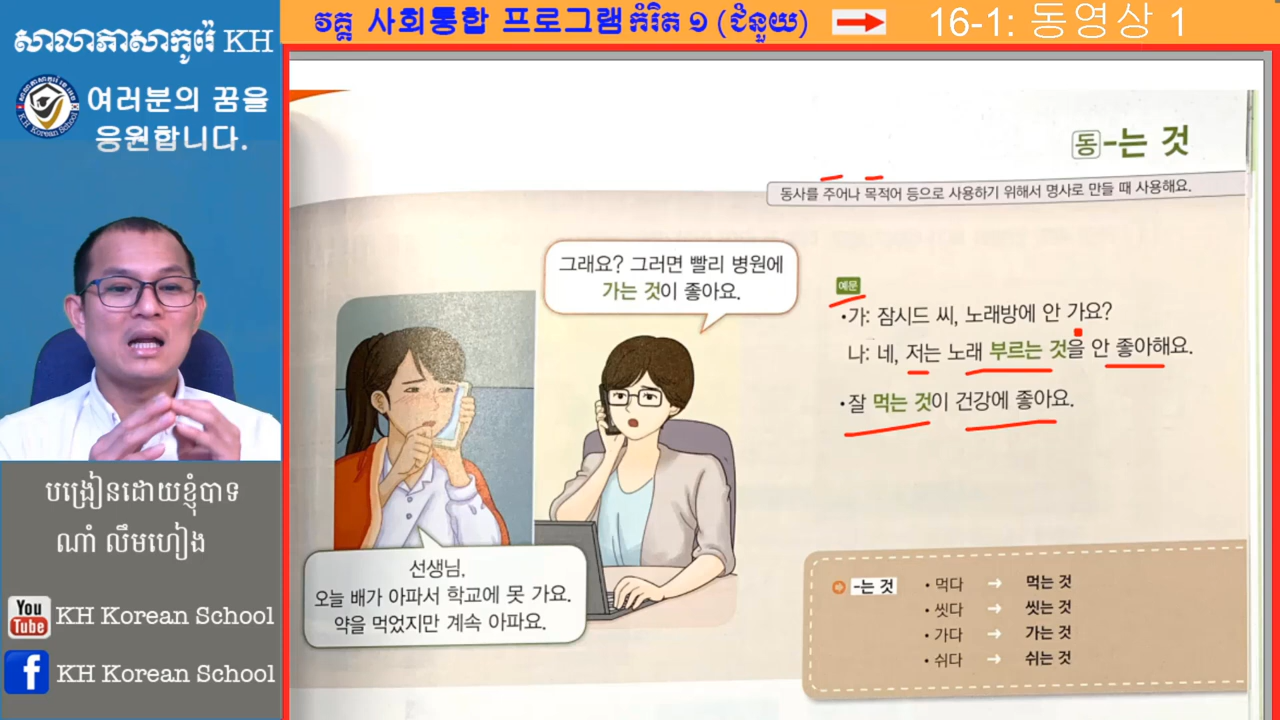 សាលាភាសាកូរ៉េ KH
여러분의 꿈을
응원합니다.
បង្រៀនដោយខ្ញុំបាទ
ណាំ លឹមហៀង
You Tube KH Korean School
f KH Korean School
វគ្គ 사회통합 프로그램 កំរិត ១ (ជំនួយ)
16-1: 동영상 1
동 -는 것
동사를 주어나 목적어 등으로 사용하기 위해서 명사로 만들 때 사용해요.
그래요? 그러면 빨리 병원에
가는 것이 좋아요.
선생님,
오늘 배가 아파서 학교에 못 가요.
약을 먹었지만 계속 아파요.
예문
•가: 잠시드 씨, 노래방에 안 가요?
나: 네, 저는 노래 부르는 것을 안 좋아해요.
•잘 먹는 것이 건강에 좋아요.
-는 것
• 먹다 → 먹는 것
• 씻다 → 씻는 것
• 가다 → 가는 것
• 쉬다 → 쉬는 것